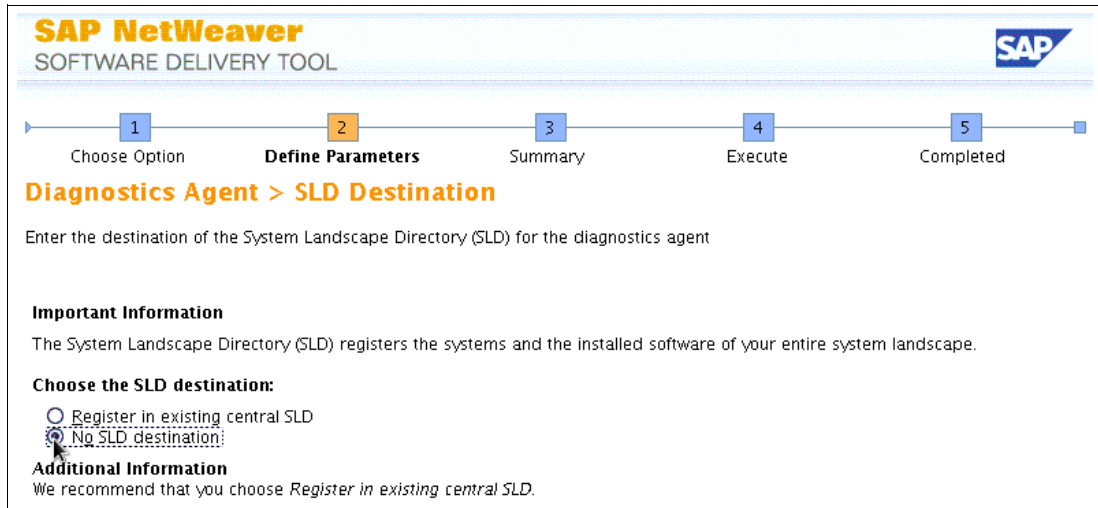 SAP NetWeaver
SOFTWARE DELIVERY TOOL
SAP
1 2 3 4 5
Choose Option Define Parameters Summary Execute Completed
Diagnostics Agent > SLD Destination
Enter the destination of the System Landscape Directory (SLD) for the diagnostics agent
Important Information
The System Landscape Directory (SLD) registers the systems and the installed software of your entire system landscape.
Choose the SLD destination:
Register in existing central SLD
No SLD destination
Additional Information
We recommend that you choose Register in existing central SLD.